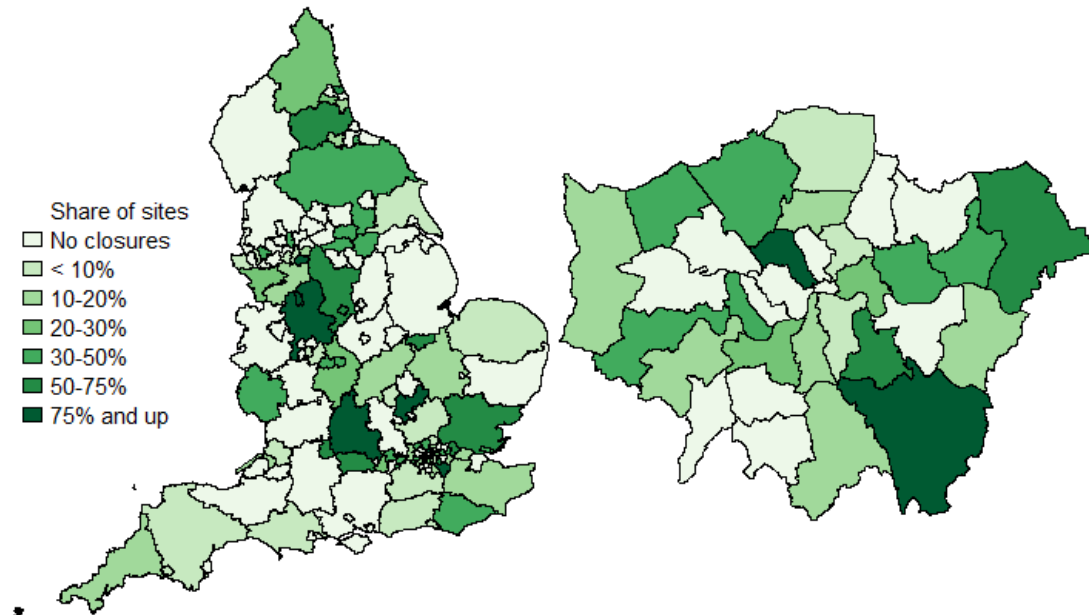 Share of sites
No closures
< 10%
10-20%
20-30%
30-50%
50-75%
75% and up